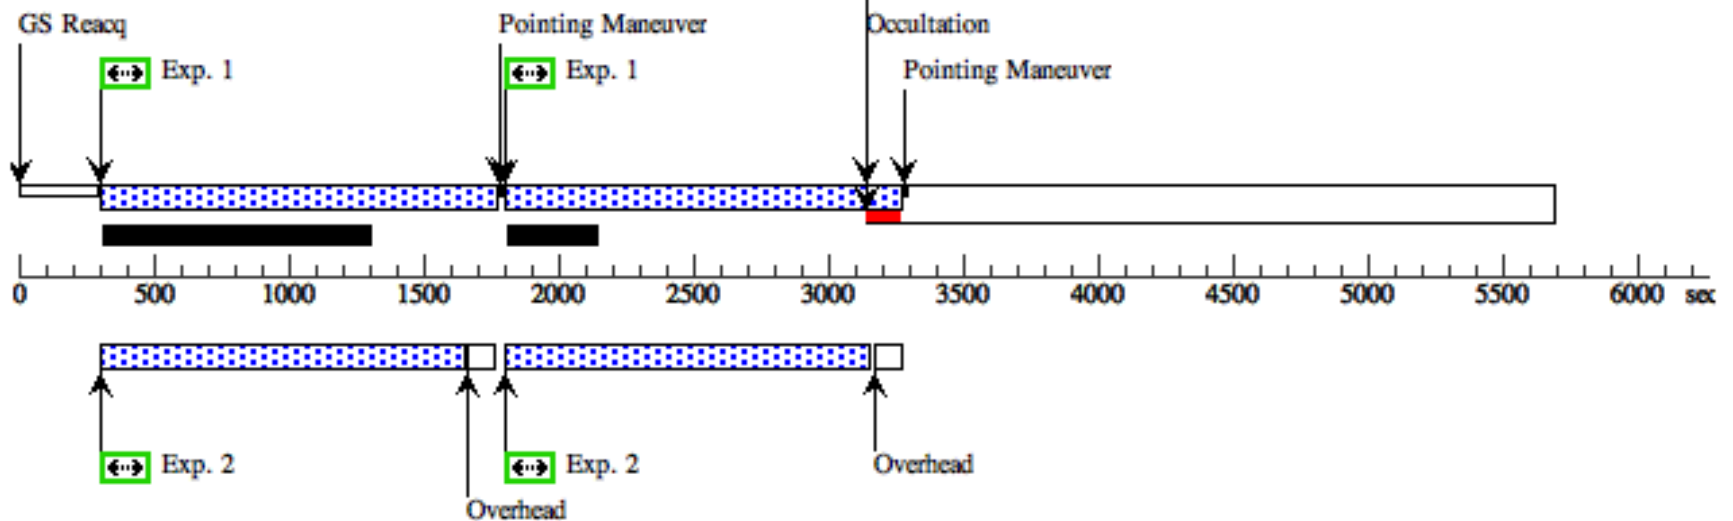 GS Reacq Pointing Maneuver Occultation
Exp. 1 Exp. 1 Pointing Maneuver
0 500 1000 1500 2000 2500 3000 3500 4000 4500 5000 5500 6000 sec
Exp. 2 Exp. 2 Overhead
Overhead